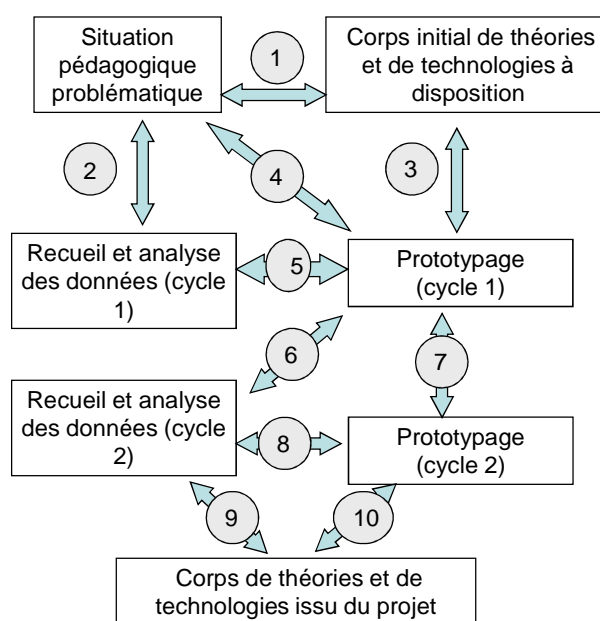 Situation
pédagogique
problématique
1
Corps initial de théories
et de technologies à
disposition
2
4
3
Recueil et analyse
des données (cycle
1)
5
Prototypage
(cycle 1)
6
7
Recueil et analyse
des données (cycle
2)
8
Prototypage
(cycle 2)
9
10
Corps de théories et de
technologies issu du projet